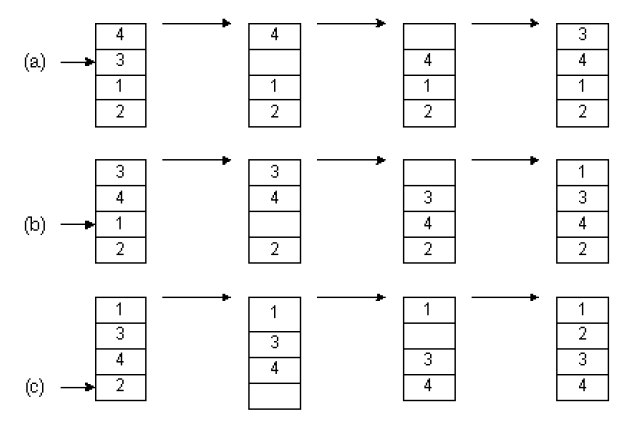 4 4 3
(a) 3 4 4
1 1 1 1
2 2 2 2
3 3 1
4 4 3 3
(b) 1 4 4
2 2 2 2
1 1 1 1
3 3 2
4 4 3 3
(c) 2 4 4